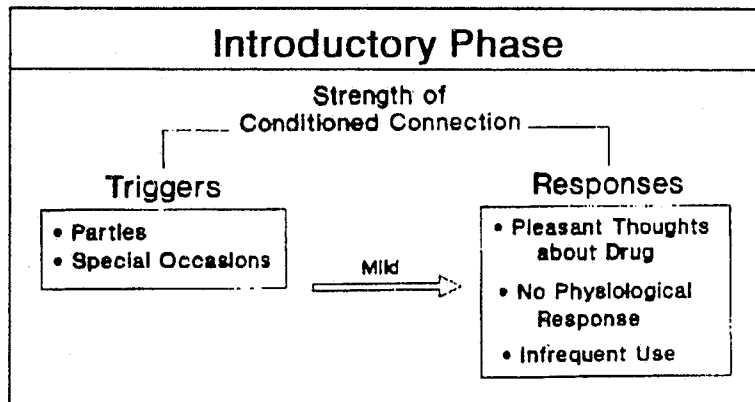 Introductory Phase
Strength of
Conditioned Connection
Triggers
• Parties
• Special Occasions
Mild
Responses
• Pleasant Thoughts
about Drug
• No Physiological
Response
• Infrequent Use